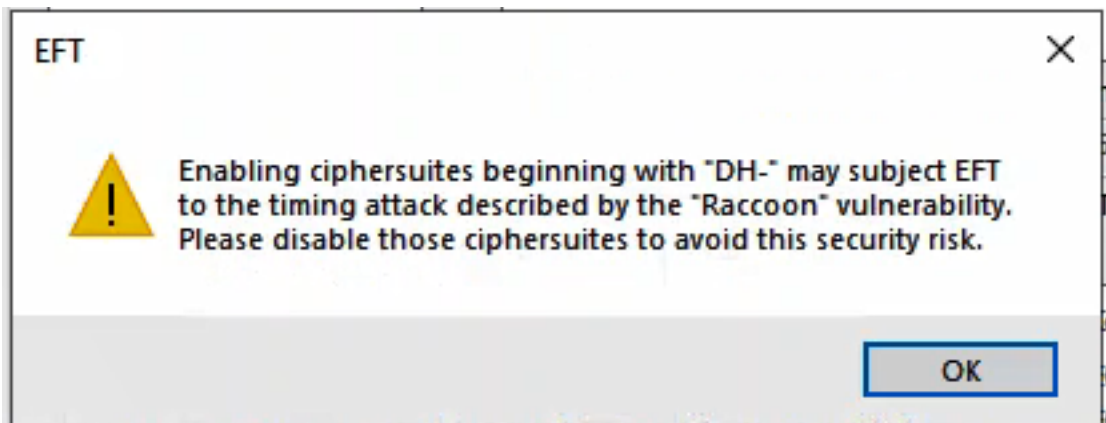 EFT
Enabling ciphersuites beginning with "DH-" may subject EFT
to the timing attack described by the "Raccoon" vulnerability.
Please disable those ciphersuites to avoid this security risk.
OK